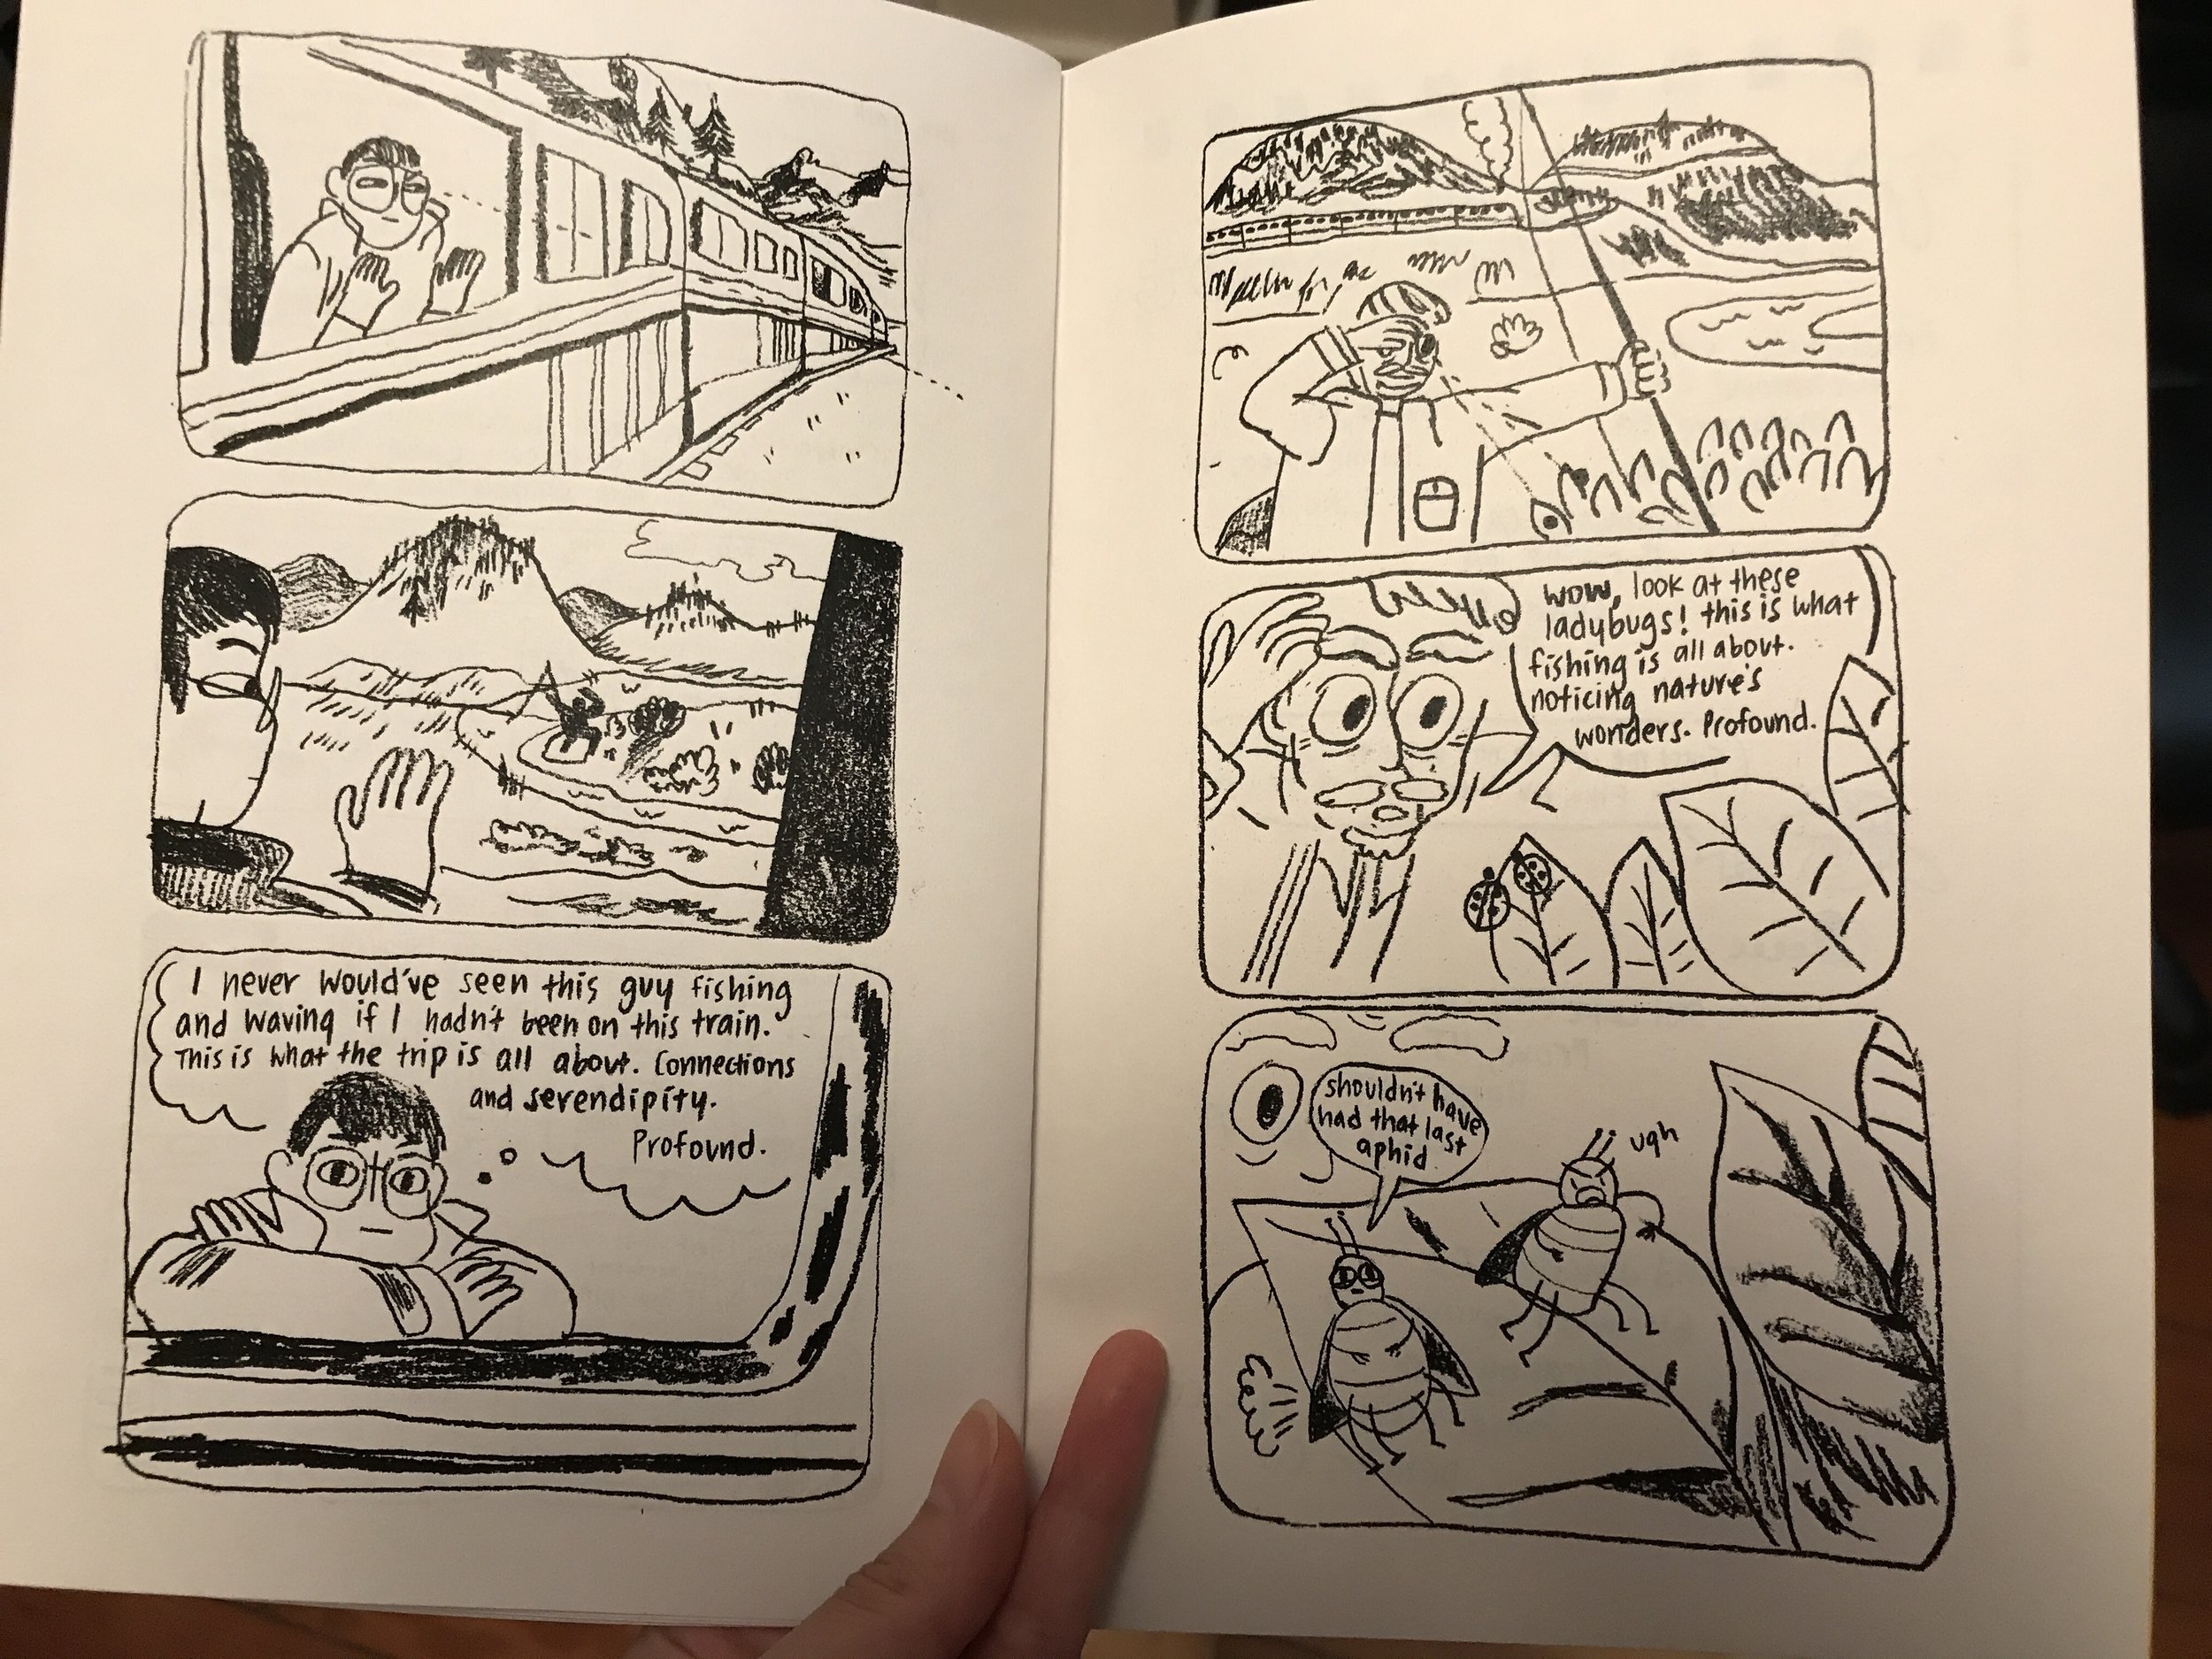 I never would've seen this guy fishing
and waving if I hadn't been on this train.
This is what the trip is all about. Connections
and serendipity.
Profound.
wow, look at these
ladybugs! this is what
fishing is all about.
noticing nature's
wonders. Profound.
shouldn't have
had that last
aphid
ugh